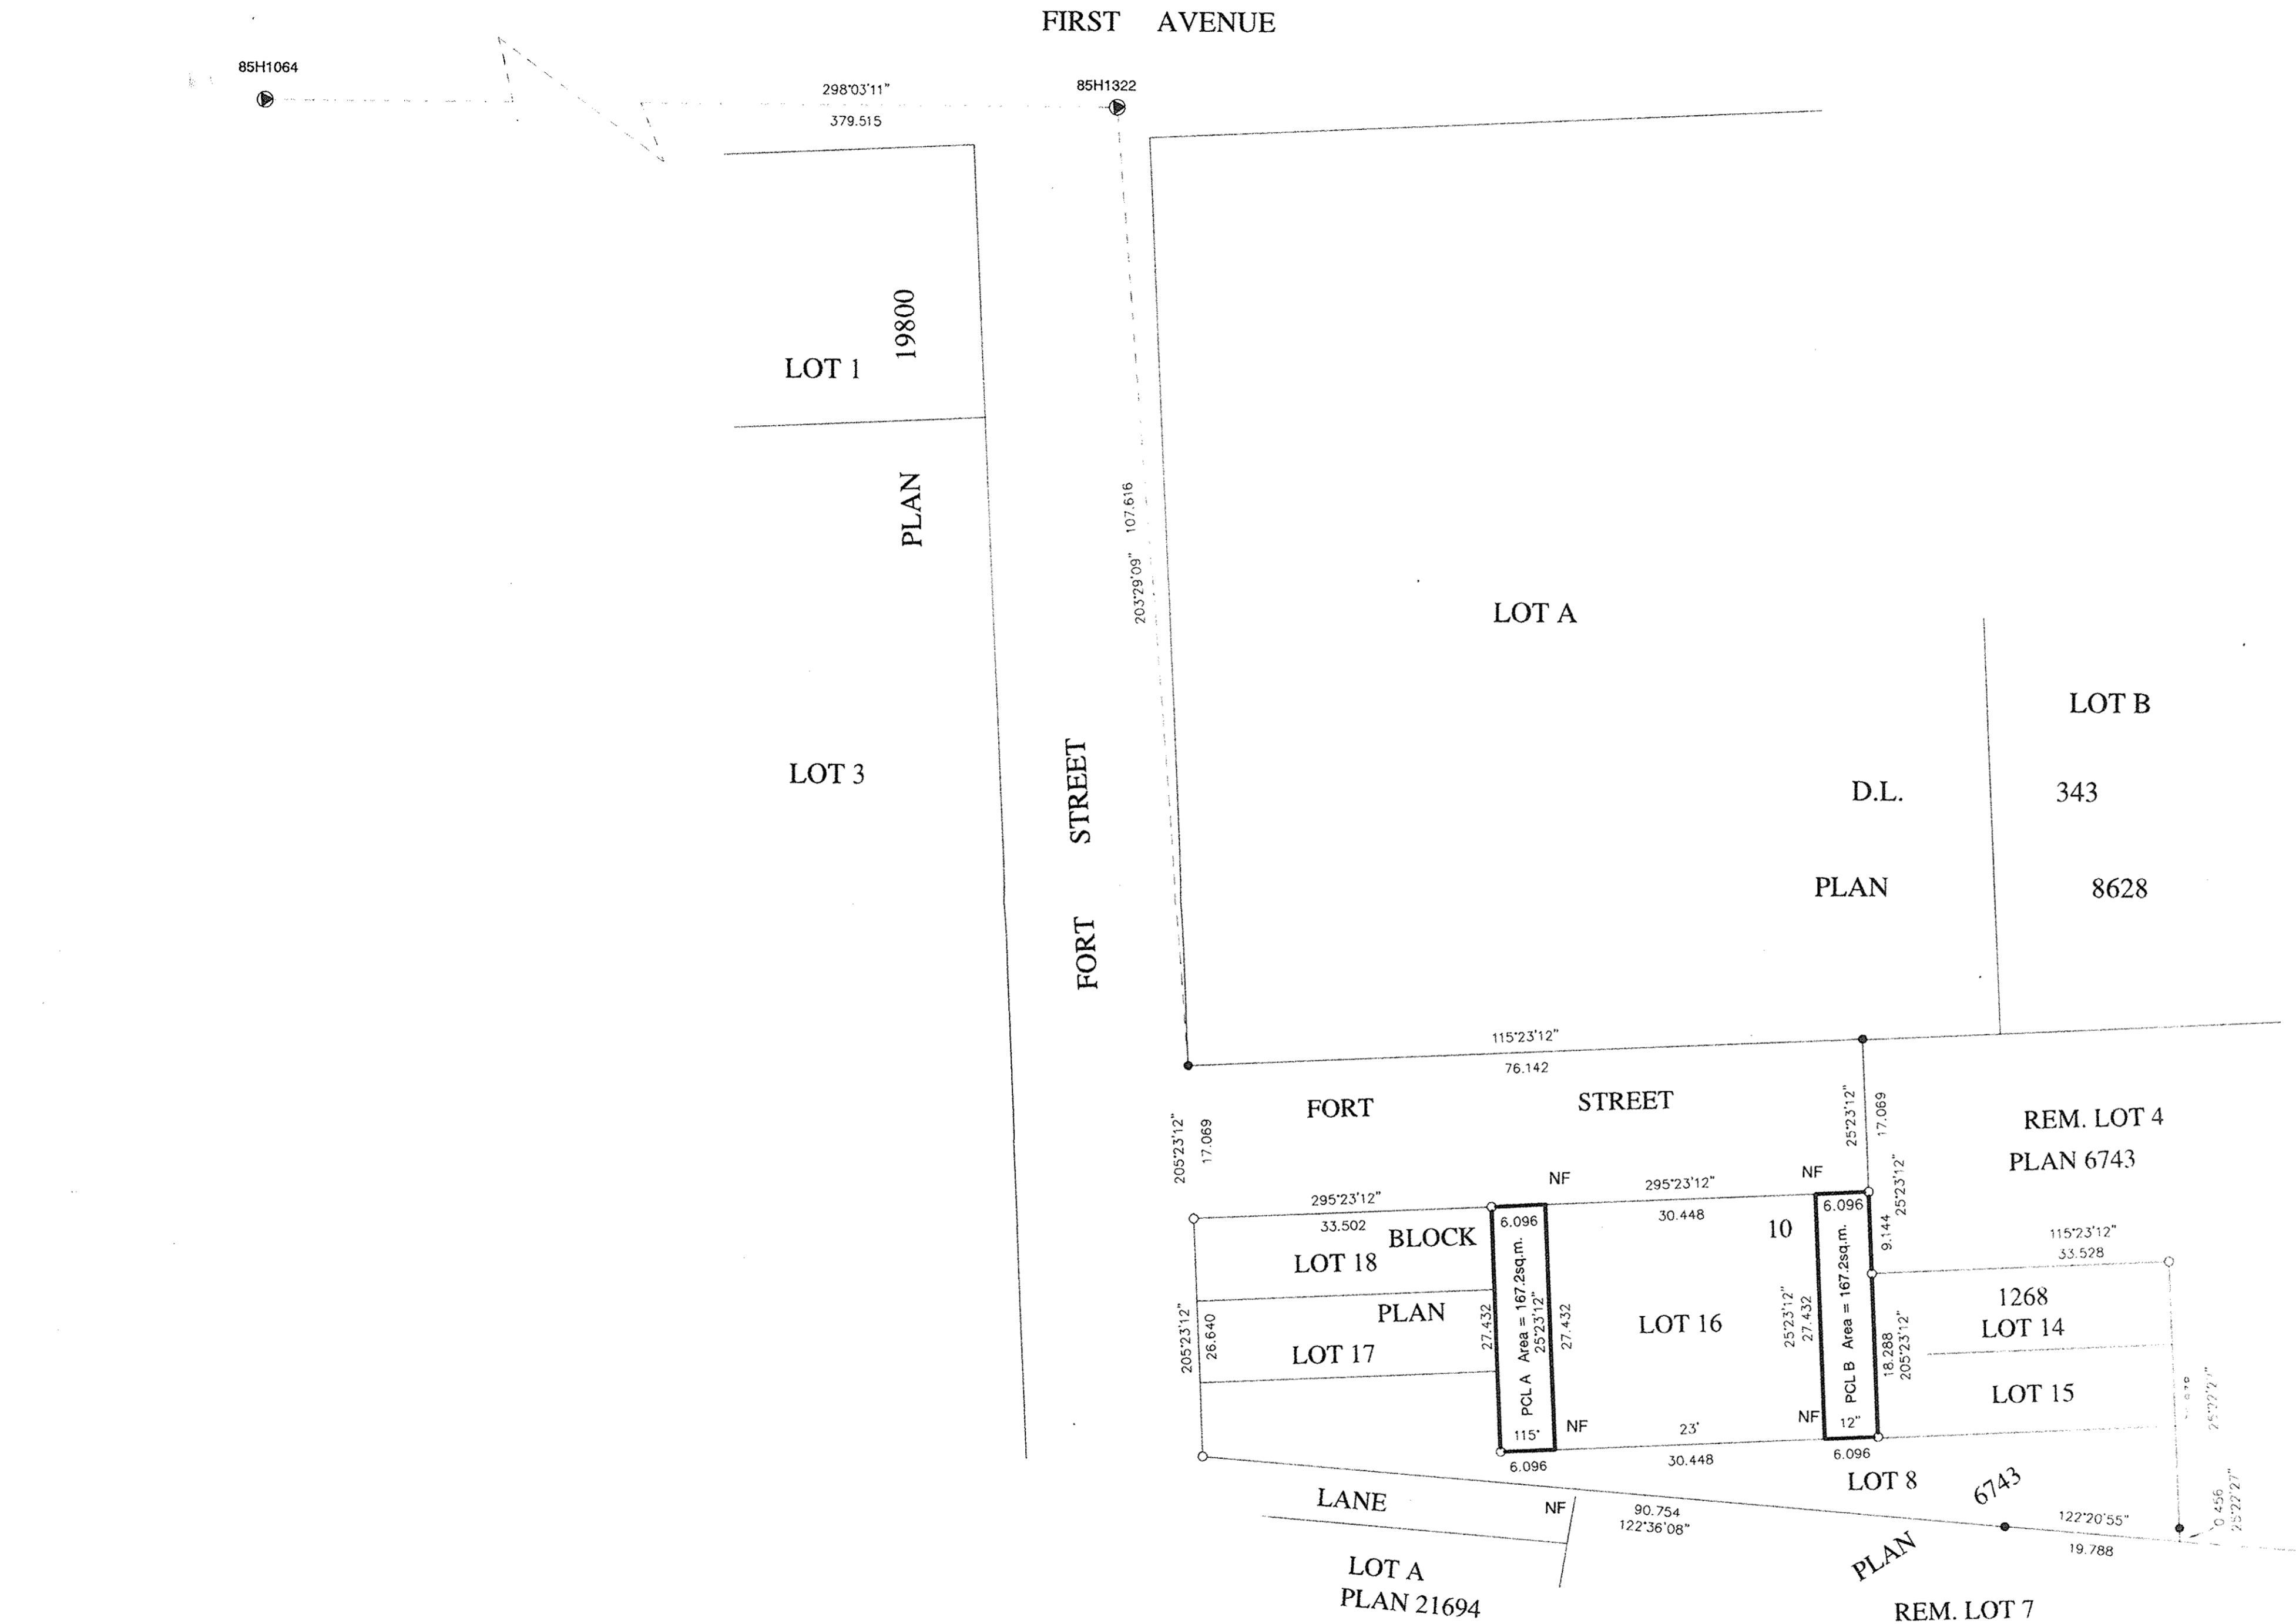 FIRST AVENUE
85H1064
85H1322
298°03'11"
379.515
LOT 1
PLAN 19800
203°29'09" 107.616
LOT A
LOT B
LOT 3
D.L. 343
PLAN 8628
FORT STREET
115°23'12"
76.142
FORT STREET
205°23'12"
17.069
25°23'12"
17.069
REM. LOT 4
PLAN 6743
NF
NF
295°23'12"
33.502
295°23'12"
30.448
6.096
6.096
9.144
25°23'12"
BLOCK
10
LOT 18
115°23'12"
33.528
PLAN
1268
LOT 14
LOT 16
LOT 17
LOT 15
205°23'12"
26.640
27.432
PCL A Area = 167.2sq.m.
25°23'12"
27.432
25°23'12"
27.432
PCL B Area = 167.2sq.m.
18.288
205°23'12"
NF
NF
115°
23'
12"
6.096
30.448
6.096
LOT 8
PLAN 6743
25°22'27"
LANE
NF
90.754
122°36'08"
122°20'55"
19.788
0.456
25°22'27"
LOT A
PLAN 21694
REM. LOT 7